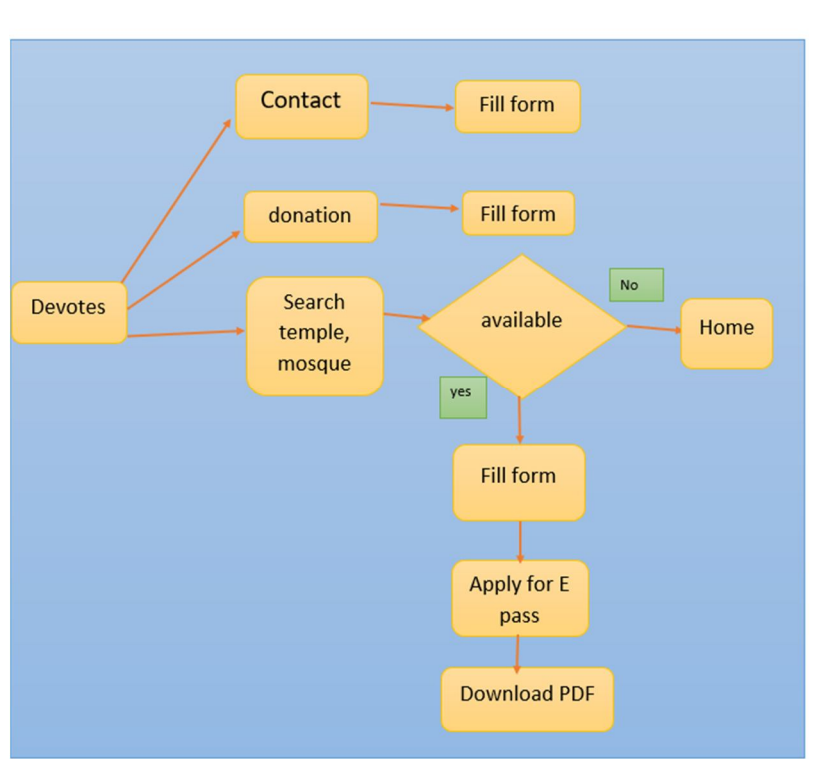 Contact
Fill form
donation
Fill form
Devotes
Search
temple,
mosque
available
No
Home
yes
Fill form
Apply for E
pass
Download PDF